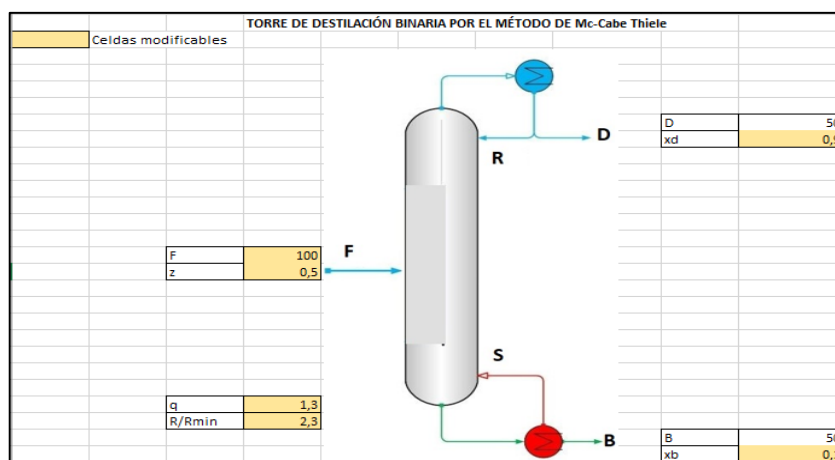 TORRE DE DESTILACIÓN BINARIA POR EL MÉTODO DE Mc-Cabe Thiele
Celdas modificables
D
xd
R
D
F 100
z 0,5
F
S
q 1,3
R/Rmin 2,3
B
B
xb